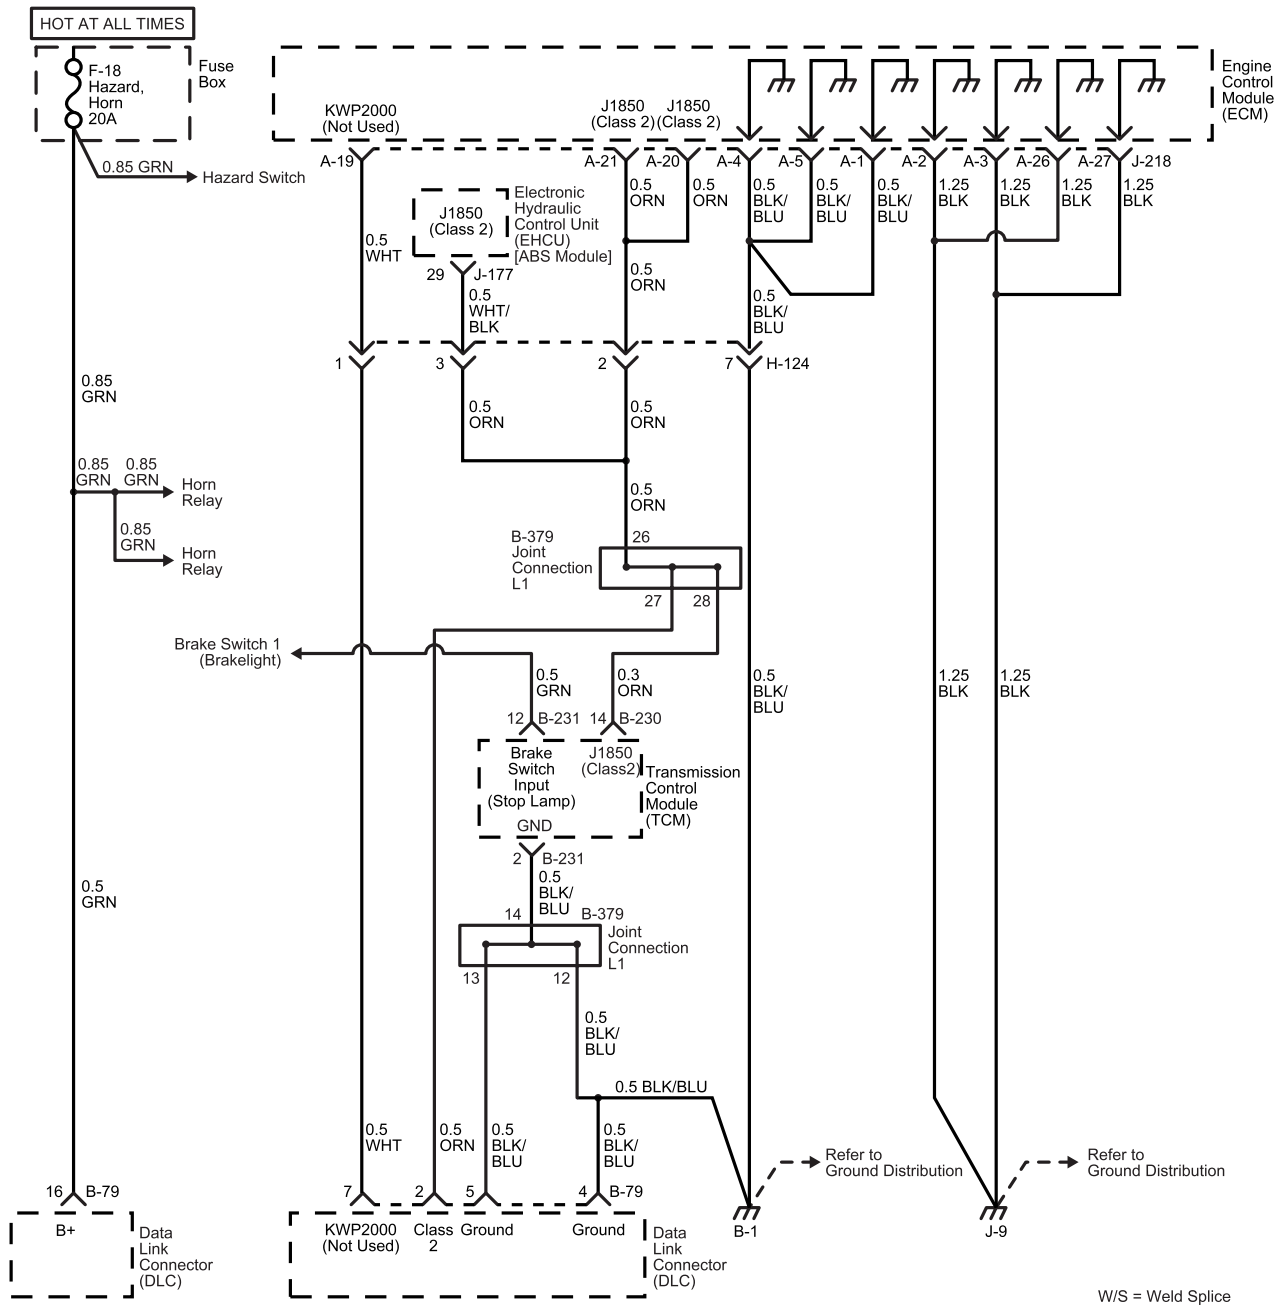 HOT AT ALL TIMES
F-18
Hazard,
Horn
20A
Fuse
Box
0.85 GRN
Hazard Switch
KWP2000
(Not Used)
J1850
(Class 2)
J1850
(Class 2)
Engine
Control
Module
(ECM)
A-19
A-21
A-20
A-4
A-5
A-1
A-2
A-3
A-26
A-27
J-218
0.5
WHT
J1850
(Class 2)
Electronic
Hydraulic
Control Unit
(EHCU)
[ABS Module]
29
J-177
0.5
WHT/
BLK
0.5
ORN
0.5
ORN
0.5
BLK/
BLU
0.5
BLK/
BLU
0.5
BLK/
BLU
1.25
BLK
1.25
BLK
1.25
BLK
1.25
BLK
0.5
ORN
0.5
BLK/
BLU
1
3
2
7
H-124
0.85
GRN
0.5
ORN
0.5
ORN
0.85
GRN
0.85
GRN
Horn
Relay
0.85
GRN
Horn
Relay
0.5
ORN
B-379
Joint
Connection
L1
26
27
28
Brake Switch 1
(Brakelight)
0.5
GRN
0.3
ORN
0.5
BLK/
BLU
1.25
BLK
1.25
BLK
12
B-231
14
B-230
Brake
Switch
Input
(Stop Lamp)
J1850
(Class2)
Transmission
Control
Module
(TCM)
GND
2
B-231
0.5
BLK/
BLU
0.5
GRN
14
B-379
Joint
Connection
L1
13
12
0.5
BLK/
BLU
0.5 BLK/BLU
0.5
WHT
0.5
ORN
0.5
BLK/
BLU
0.5
BLK/
BLU
Refer to
Ground Distribution
Refer to
Ground Distribution
16
B-79
7
2
5
4
B-79
B+
Data
Link
Connector
(DLC)
KWP2000
(Not Used)
Class
2
Ground
Ground
Data
Link
Connector
(DLC)
B-1
J-9
W/S = Weld Splice